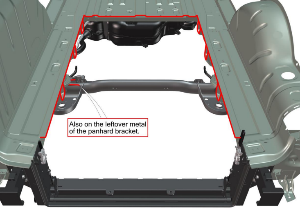 Also on the leftover metal
of the panhard bracket.